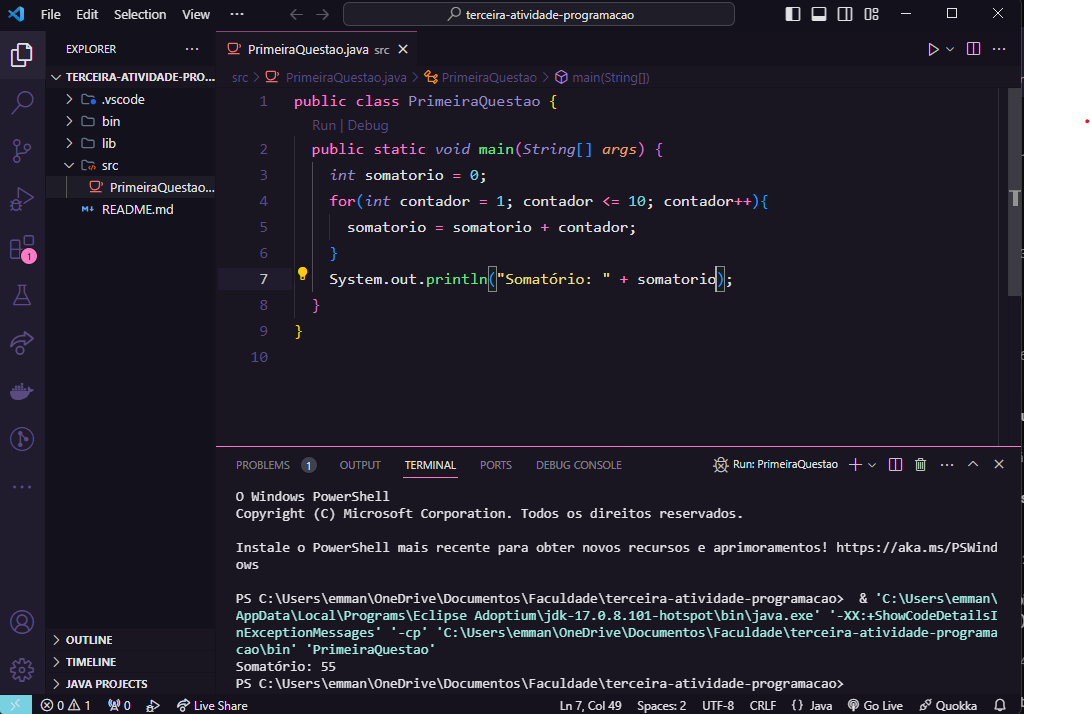 File Edit Selection View ··· terceira-atividade-programacao
EXPLORER ···
TERCEIRA-ATIVIDADE-PRO...
.vscode
bin
lib
src
PrimeiraQuestao...
README.md
OUTLINE
TIMELINE
JAVA PROJECTS
1
PrimeiraQuestao.java src
src > PrimeiraQuestao.java > PrimeiraQuestao > main(String[])
1 public class PrimeiraQuestao {
Run | Debug
2 public static void main(String[] args) {
3 int somatorio = 0;
4 for(int contador = 1; contador <= 10; contador++){
5 somatorio = somatorio + contador;
6 }
7 System.out.println("Somatório: " + somatorio);
8 }
9 }
10
PROBLEMS 1 OUTPUT TERMINAL PORTS DEBUG CONSOLE Run: PrimeiraQuestao
O Windows PowerShell
Copyright (C) Microsoft Corporation. Todos os direitos reservados.
Instale o PowerShell mais recente para obter novos recursos e aprimoramentos! https://aka.ms/PSWind
ows
PS C:\Users\emman\OneDrive\Documentos\Faculdade\terceira-atividade-programacao> & 'C:\Users\emman\
AppData\Local\Programs\Eclipse Adoptium\jdk-17.0.8.101-hotspot\bin\java.exe' '-XX:+ShowCodeDetailsI
nExceptionMessages' '-cp' 'C:\Users\emman\OneDrive\Documentos\Faculdade\terceira-atividade-programa
cao\bin' 'PrimeiraQuestao'
Somatório: 55
PS C:\Users\emman\OneDrive\Documentos\Faculdade\terceira-atividade-programacao>
0 1 0 Live Share Ln 7, Col 49 Spaces: 2 UTF-8 CRLF {} Java Go Live Quokka